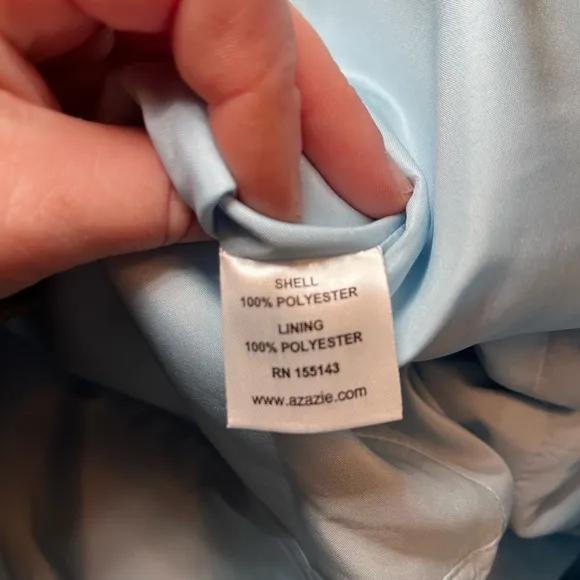 SHELL
100% POLYESTER
LINING
100% POLYESTER
RN 155143
www.azazie.com